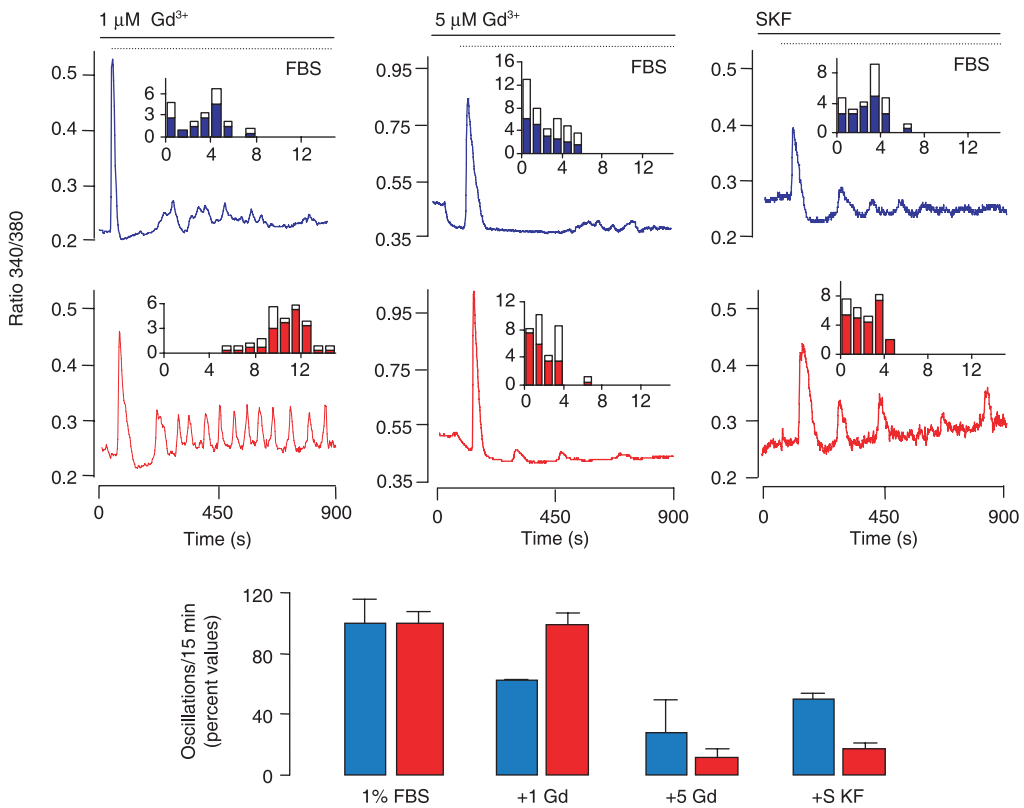 1 μM Gd³⁺
5 μM Gd³⁺
SKF
FBS
FBS
FBS
Ratio 340/380
0.5
0.4
0.3
0.2
6
3
0
0 4 8 12
0.95
0.75
0.55
0.35
16
12
8
4
0
0 4 8 12
0.5
0.4
0.3
0.2
8
4
0
0 4 8 12
0.5
0.4
0.3
0.2
6
3
0
0 4 8 12
0.95
0.75
0.55
0.35
12
8
4
0
0 4 8 12
0.5
0.4
0.3
0.2
8
4
0
0 4 8 12
0 450 900
Time (s)
0 450 900
Time (s)
0 450 900
Time (s)
Oscillations/15 min
(percent values)
120
80
40
0
1% FBS
+1 Gd
+5 Gd
+S KF